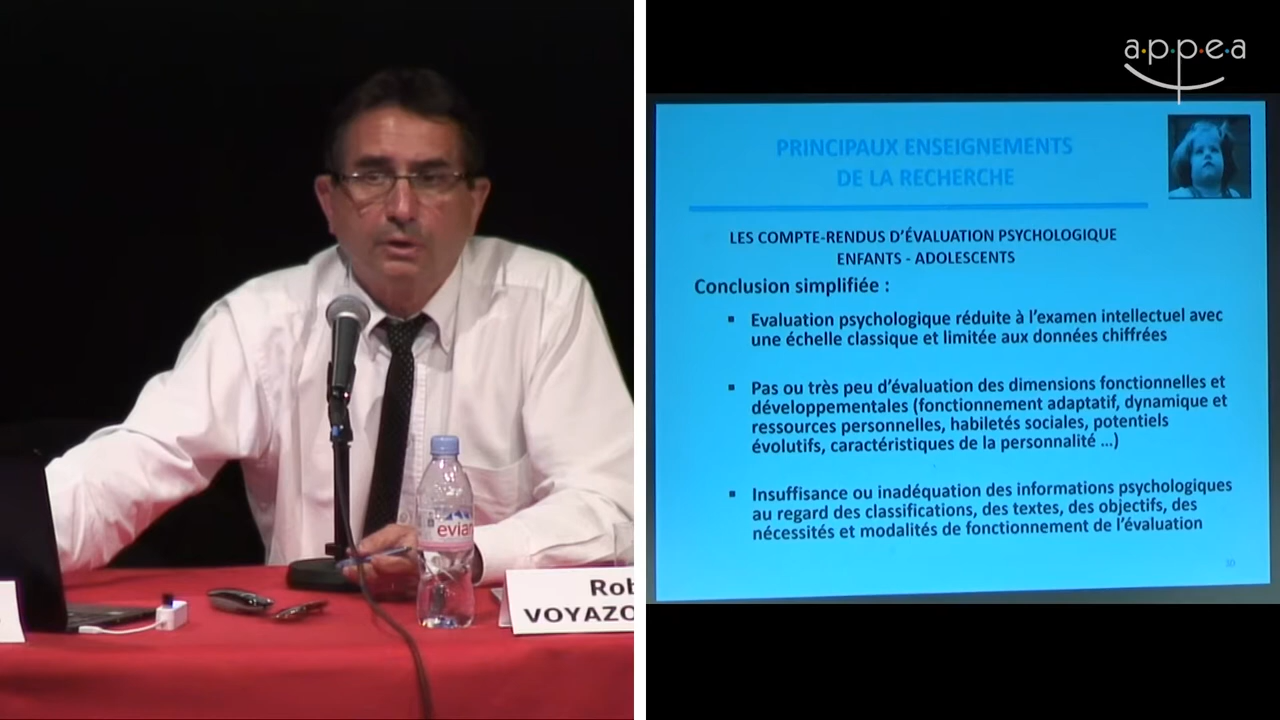 evian
Rob
VOYAZO
a·p·p·e·a
PRINCIPAUX ENSEIGNEMENTS
DE LA RECHERCHE
LES COMPTE-RENDUS D'ÉVALUATION PSYCHOLOGIQUE
ENFANTS - ADOLESCENTS
Conclusion simplifiée :
▪ Evaluation psychologique réduite à l'examen intellectuel avec
une échelle classique et limitée aux données chiffrées
▪ Pas ou très peu d'évaluation des dimensions fonctionnelles et
développementales (fonctionnement adaptatif, dynamique et
ressources personnelles, habiletés sociales, potentiels
évolutifs, caractéristiques de la personnalité ...)
▪ Insuffisance ou inadéquation des informations psychologiques
au regard des classifications, des textes, des objectifs, des
nécessités et modalités de fonctionnement de l'évaluation